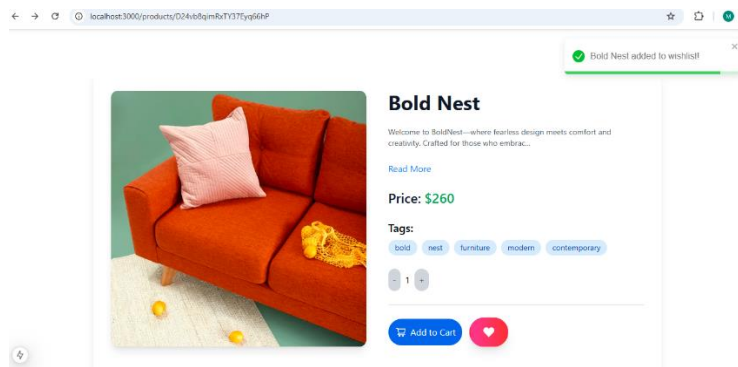 localhost:3000/products/D24vb8qimRxTY37Eyq66hP
M
Bold Nest added to wishlist!
Bold Nest
Welcome to BoldNest—where fearless design meets comfort and
creativity. Crafted for those who embrac...
Read More
Price: $260
Tags:
bold nest furniture modern contemporary
- 1 +
Add to Cart